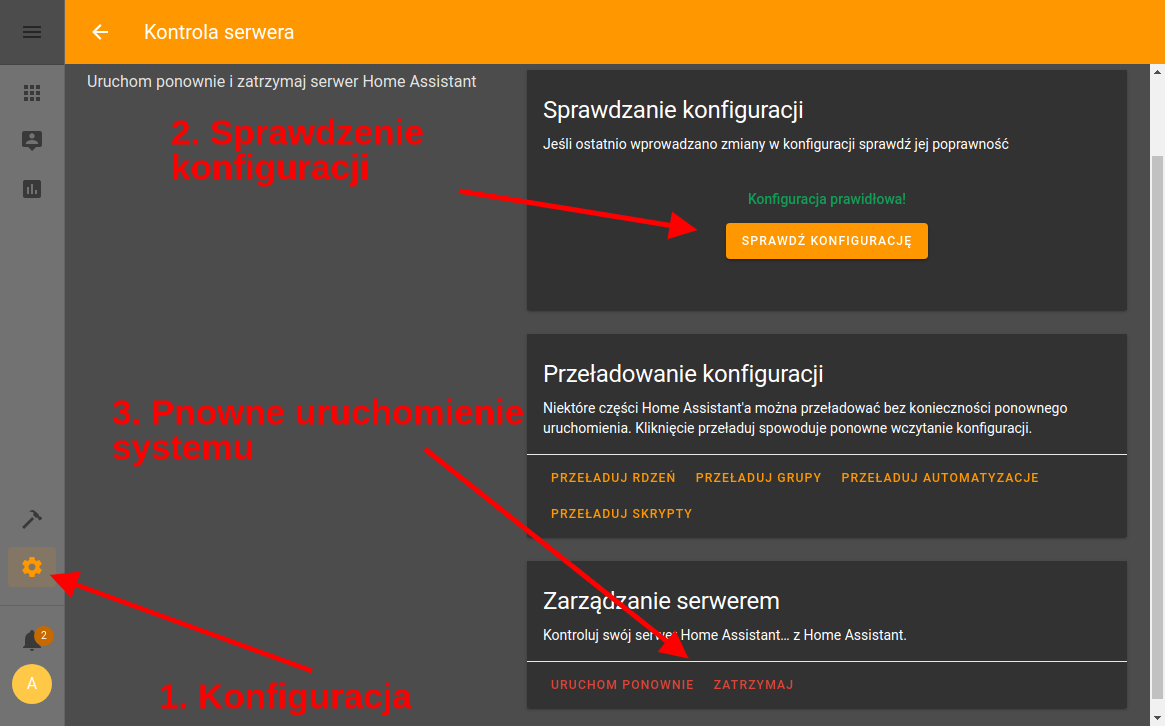 Kontrola serwera
Uruchom ponownie i zatrzymaj serwer Home Assistant
2. Sprawdzenie
konfiguracji
Sprawdzanie konfiguracji
Jeśli ostatnio wprowadzano zmiany w konfiguracji sprawdź jej poprawność
Konfiguracja prawidłowa!
SPRAWDŹ KONFIGURACJĘ
3. Pnowne uruchomienie
systemu
Przeładowanie konfiguracji
Niektóre części Home Assistant'a można przeładować bez konieczności ponownego
uruchomienia. Kliknięcie przeładuj spowoduje ponowne wczytanie konfiguracji.
PRZEŁADUJ RDZEŃ PRZEŁADUJ GRUPY PRZEŁADUJ AUTOMATYZACJE
PRZEŁADUJ SKRYPTY
Zarządzanie serwerem
Kontroluj swój serwer Home Assistant… z Home Assistant.
URUCHOM PONOWNIE ZATRZYMAJ
2
A
1. Konfiguracja